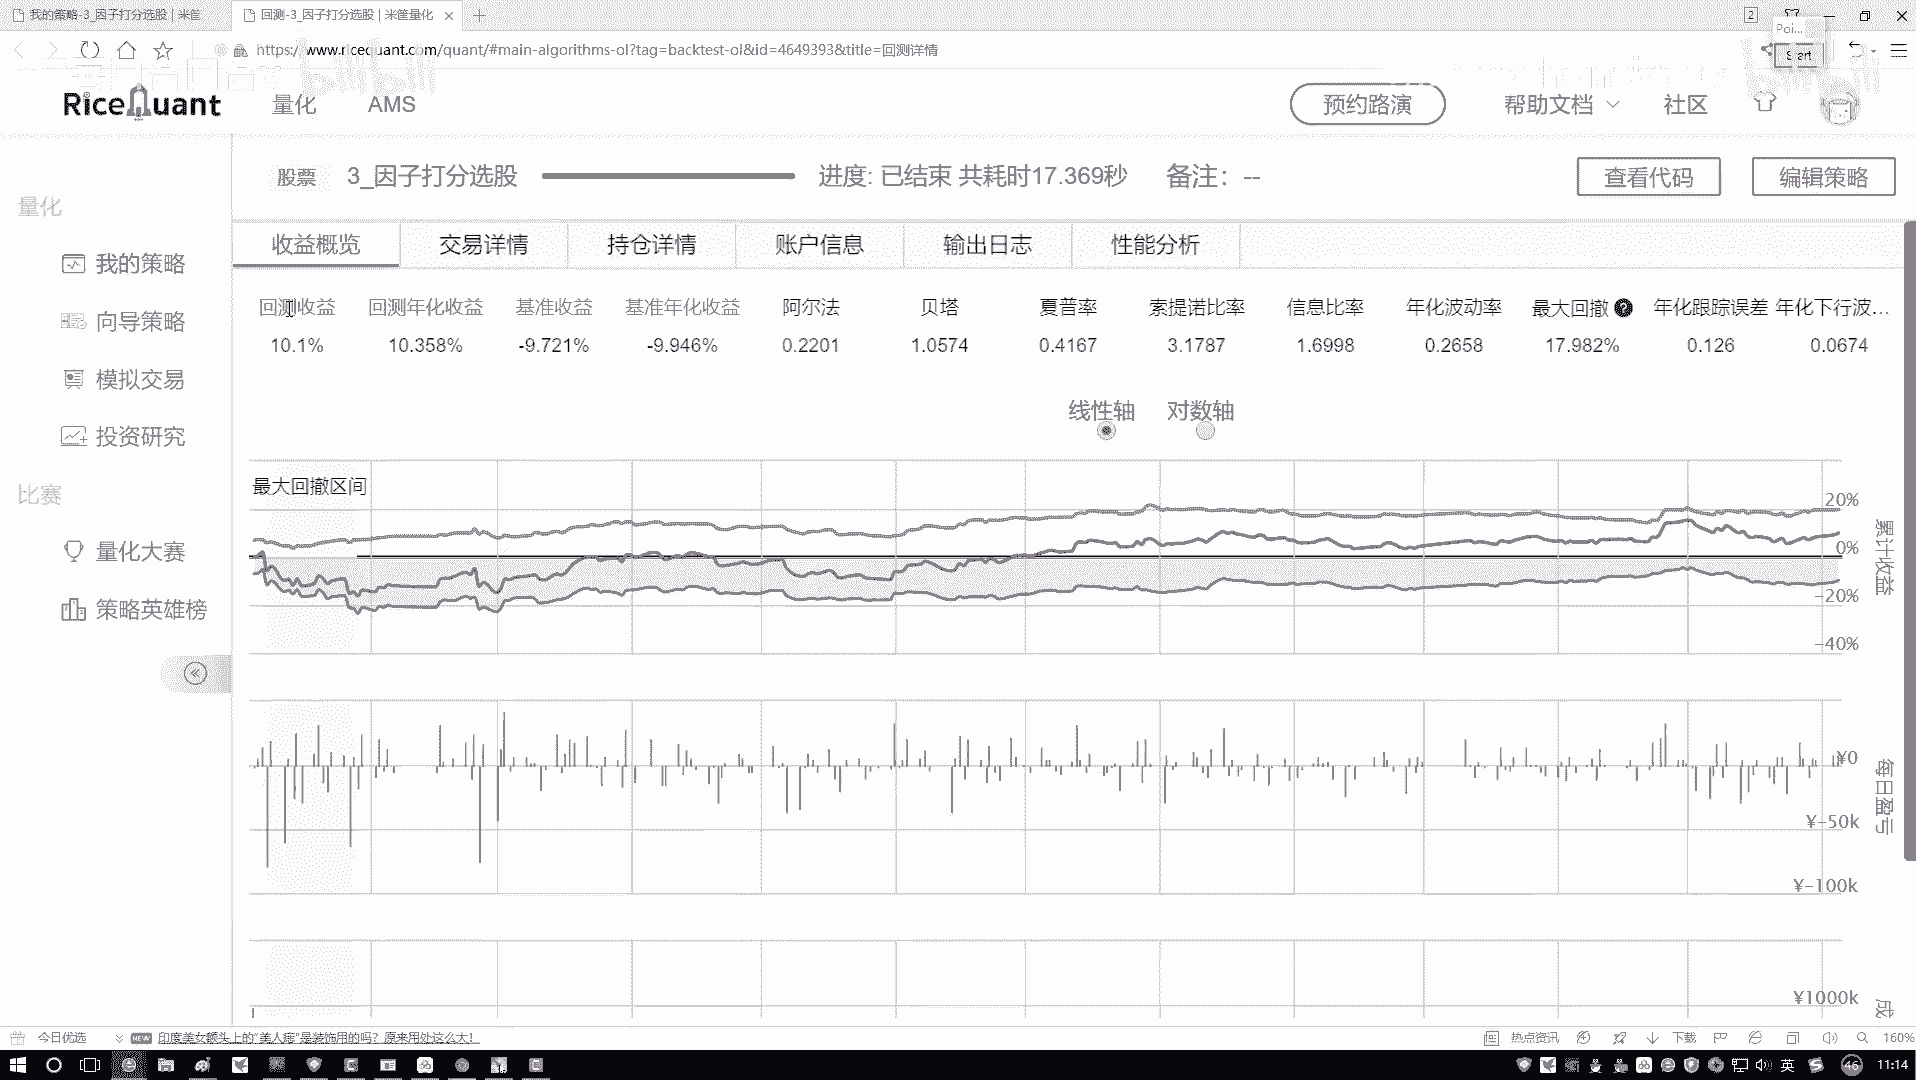 我的策略-3_因子打分选股 | 米筐
回测-3_因子打分选股 | 米筐量化
2
Poi...
Start
https://www.ricequant.com/quant/#main-algorithms-ol?tag=backtest-ol&id=4649393&title=回测详情
RiceQuant 量化 AMS 预约路演 帮助文档 社区
股票 3_因子打分选股 进度: 已结束 共耗时17.369秒 备注：-- 查看代码 编辑策略
量化
我的策略
向导策略
模拟交易
投资研究
比赛
量化大赛
策略英雄榜
收益概览 交易详情 持仓详情 账户信息 输出日志 性能分析
回测收益 回测年化收益 基准收益 基准年化收益 阿尔法 贝塔 夏普率 索提诺比率 信息比率 年化波动率 最大回撤 年化跟踪误差 年化下行波...
10.1% 10.358% -9.721% -9.946% 0.2201 1.0574 0.4167 3.1787 1.6998 0.2658 17.982% 0.126 0.0674
线性轴 对数轴
最大回撤区间
20%
0%
-20%
-40%
累计收益
¥0
¥-50k
¥-100k
每日盈亏
¥1000k
成
今日优选 NEW 印度美女额头上的"美人痣"是装饰用的吗? 原来用处这么大!
热点资讯 下载 160%
英 46 11:14